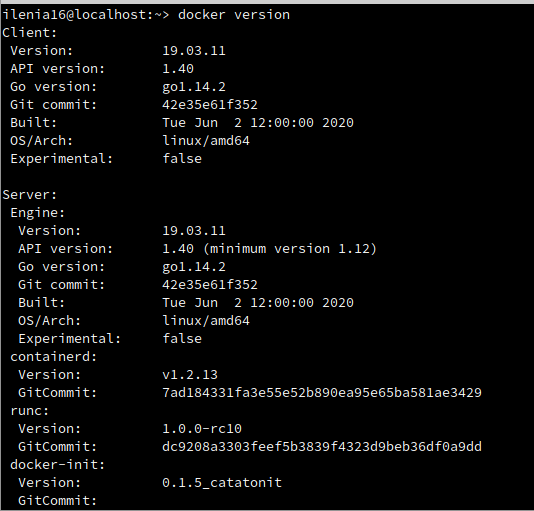 ilenia16@localhost:~> docker version
Client:
 Version:           19.03.11
 API version:       1.40
 Go version:        go1.14.2
 Git commit:        42e35e61f352
 Built:             Tue Jun  2 12:00:00 2020
 OS/Arch:           linux/amd64
 Experimental:      false

Server:
 Engine:
  Version:          19.03.11
  API version:      1.40 (minimum version 1.12)
  Go version:       go1.14.2
  Git commit:       42e35e61f352
  Built:            Tue Jun  2 12:00:00 2020
  OS/Arch:          linux/amd64
  Experimental:     false
 containerd:
  Version:          v1.2.13
  GitCommit:        7ad184331fa3e55e52b890ea95e65ba581ae3429
 runc:
  Version:          1.0.0-rc10
  GitCommit:        dc9208a3303feef5b3839f4323d9beb36df0a9dd
 docker-init:
  Version:          0.1.5_catatonit
  GitCommit: